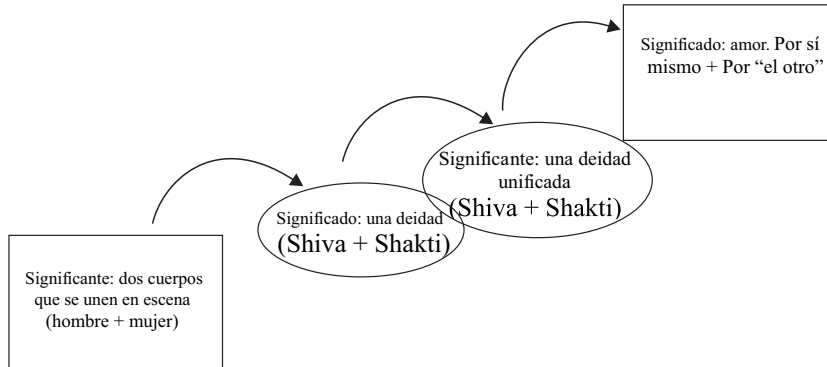 Significado: amor. Por sí
mismo + Por “el otro”
Significante: una deidad
unificada
(Shiva + Shakti)
Significado: una deidad
(Shiva + Shakti)
Significante: dos cuerpos
que se unen en escena
(hombre + mujer)